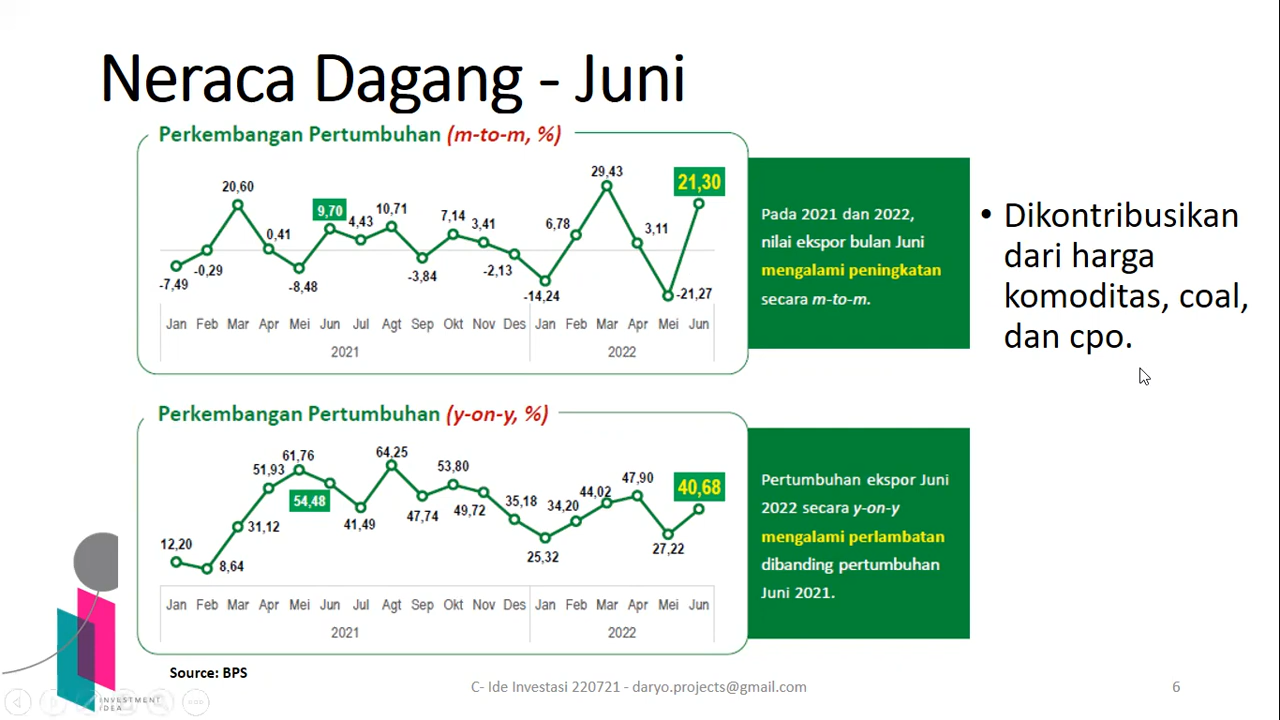 Neraca Dagang - Juni
Perkembangan Pertumbuhan (m-to-m, %)
-7,49
-0,29
20,60
0,41
-8,48
9,70
4,43
10,71
-3,84
7,14
3,41
-2,13
-14,24
6,78
29,43
3,11
-21,27
21,30
Jan Feb Mar Apr Mei Jun Jul Agt Sep Okt Nov Des Jan Feb Mar Apr Mei Jun
2021 2022
Pada 2021 dan 2022,
nilai ekspor bulan Juni
mengalami peningkatan
secara m-to-m.
• Dikontribusikan
dari harga
komoditas, coal,
dan cpo.
Perkembangan Pertumbuhan (y-on-y, %)
12,20
8,64
31,12
51,93
61,76
54,48
41,49
64,25
47,74
53,80
49,72
35,18
25,32
34,20
44,02
47,90
27,22
40,68
Jan Feb Mar Apr Mei Jun Jul Agt Sep Okt Nov Des Jan Feb Mar Apr Mei Jun
2021 2022
Pertumbuhan ekspor Juni
2022 secara y-on-y
mengalami perlambatan
dibanding pertumbuhan
Juni 2021.
Source: BPS
INVESTMENT
IDEA
C- Ide Investasi 220721 - daryo.projects@gmail.com
6